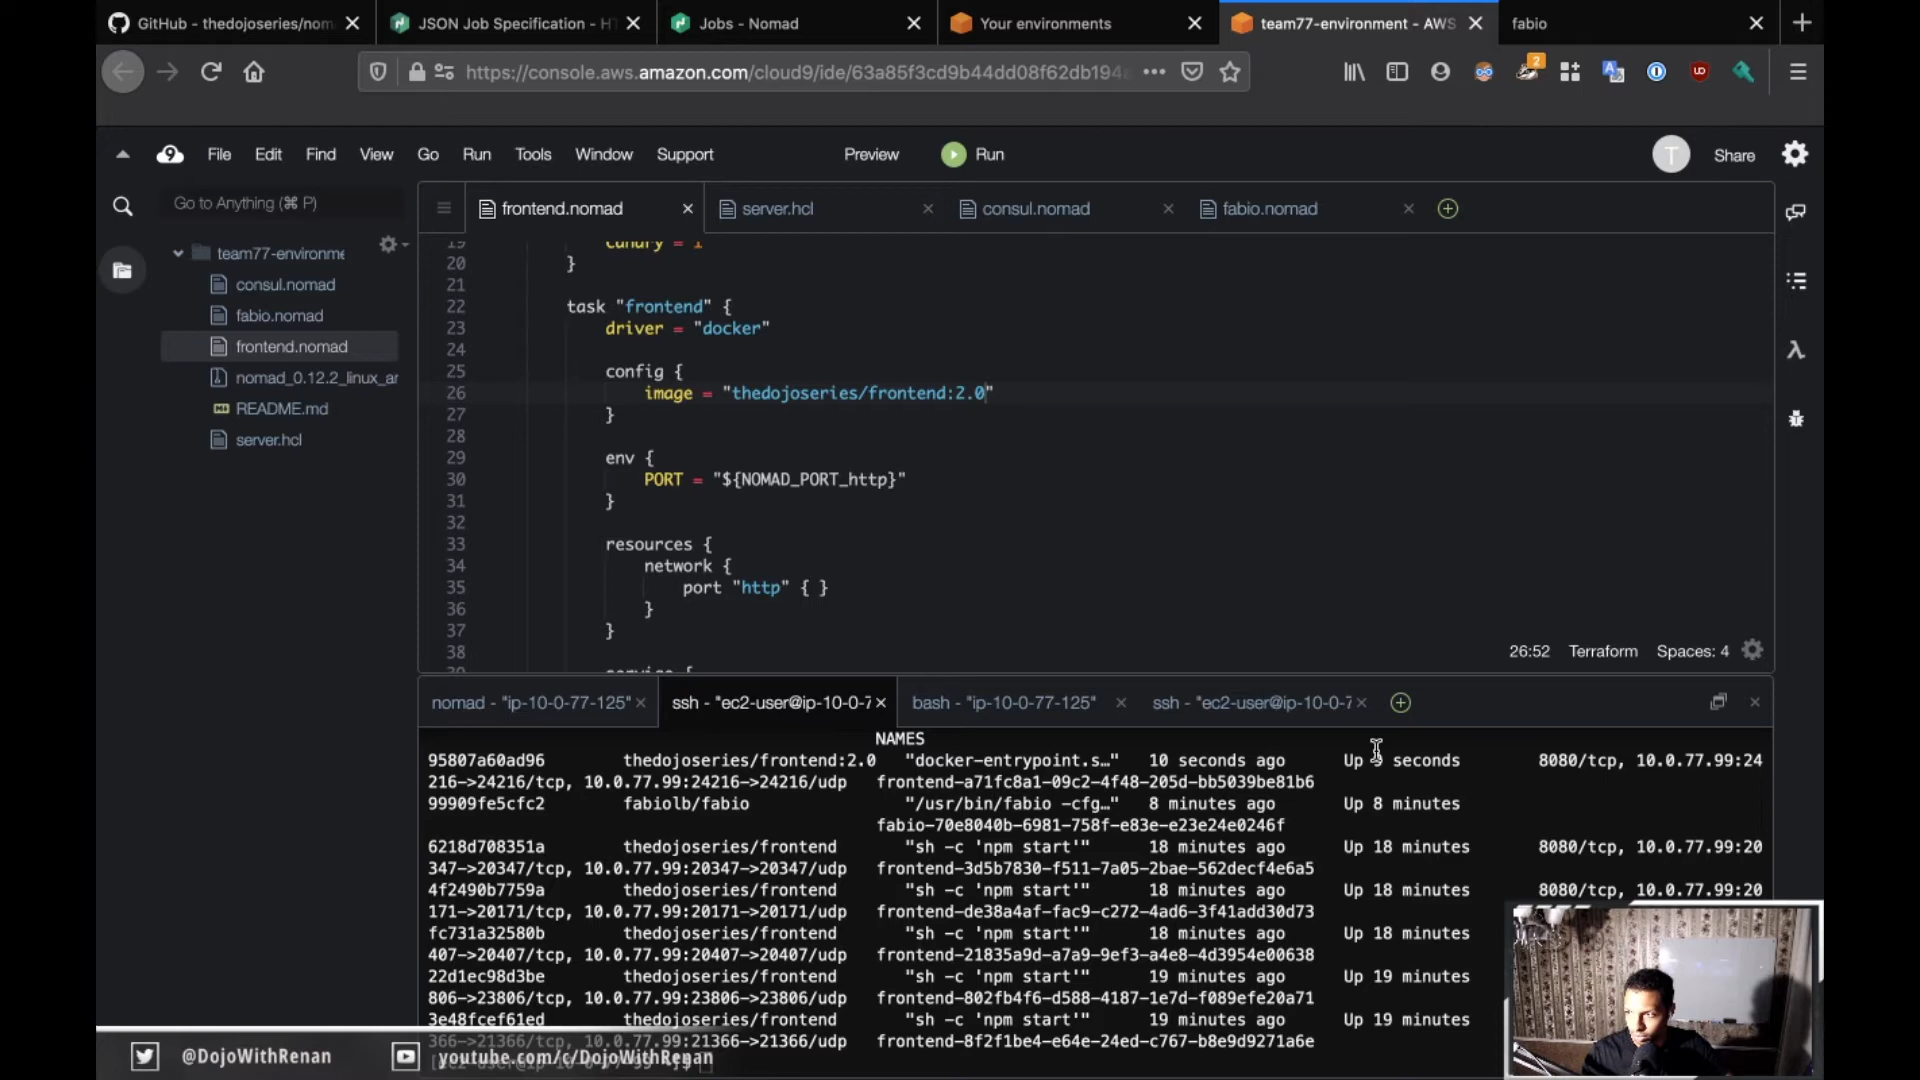 GitHub - thedojoseries/nom
JSON Job Specification - H
Jobs - Nomad
Your environments
team77-environment - AWS
fabio
https://console.aws.amazon.com/cloud9/ide/63a85f3cd9b44dd08f62db194
2
File Edit Find View Go Run Tools Window Support Preview Run
T Share
Go to Anything (⌘ P)
team77-environme
consul.nomad
fabio.nomad
frontend.nomad
nomad_0.12.2_linux_ar
README.md
server.hcl
frontend.nomad server.hcl consul.nomad fabio.nomad
19 canary = 1
20 }
21
22 task "frontend" {
23 driver = "docker"
24
25 config {
26 image = "thedojoseries/frontend:2.0"
27 }
28
29 env {
30 PORT = "${NOMAD_PORT_http}"
31 }
32
33 resources {
34 network {
35 port "http" { }
36 }
37 }
38
39 service {
26:52 Terraform Spaces: 4
nomad - "ip-10-0-77-125" ssh - "ec2-user@ip-10-0-7 bash - "ip-10-0-77-125" ssh - "ec2-user@ip-10-0-7
NAMES
95807a60ad96 thedojoseries/frontend:2.0 "docker-entrypoint.s…" 10 seconds ago Up seconds 8080/tcp, 10.0.77.99:24
216->24216/tcp, 10.0.77.99:24216->24216/udp frontend-a71fc8a1-09c2-4f48-205d-bb5039be81b6
99909fe5cfc2 fabiolb/fabio "/usr/bin/fabio -cfg…" 8 minutes ago Up 8 minutes
fabio-70e8040b-6981-758f-e83e-e23e24e0246f
6218d708351a thedojoseries/frontend "sh -c 'npm start'" 18 minutes ago Up 18 minutes 8080/tcp, 10.0.77.99:20
347->20347/tcp, 10.0.77.99:20347->20347/udp frontend-3d5b7830-f511-7a05-2bae-562decf4e6a5
4f2490b7759a thedojoseries/frontend "sh -c 'npm start'" 18 minutes ago Up 18 minutes 8080/tcp, 10.0.77.99:20
171->20171/tcp, 10.0.77.99:20171->20171/udp frontend-de38a4af-fac9-c272-4ad6-3f41add30d73
fc731a32580b thedojoseries/frontend "sh -c 'npm start'" 18 minutes ago Up 18 minutes
407->20407/tcp, 10.0.77.99:20407->20407/udp frontend-21835a9d-a7a9-9ef3-a4e8-4d3954e00638
22d1ec98d3be thedojoseries/frontend "sh -c 'npm start'" 19 minutes ago Up 19 minutes
806->23806/tcp, 10.0.77.99:23806->23806/udp frontend-802fb4f6-d588-4187-1e7d-f089efe20a71
3e48fcef61ed thedojoseries/frontend "sh -c 'npm start'" 19 minutes ago Up 19 minutes
366->21366/tcp, 10.0.77.99:21366->21366/udp frontend-8f2f1be4-e64e-24ed-c767-b8e9d9271a6e
@DojoWithRenan youtube.com/c/DojoWithRenan